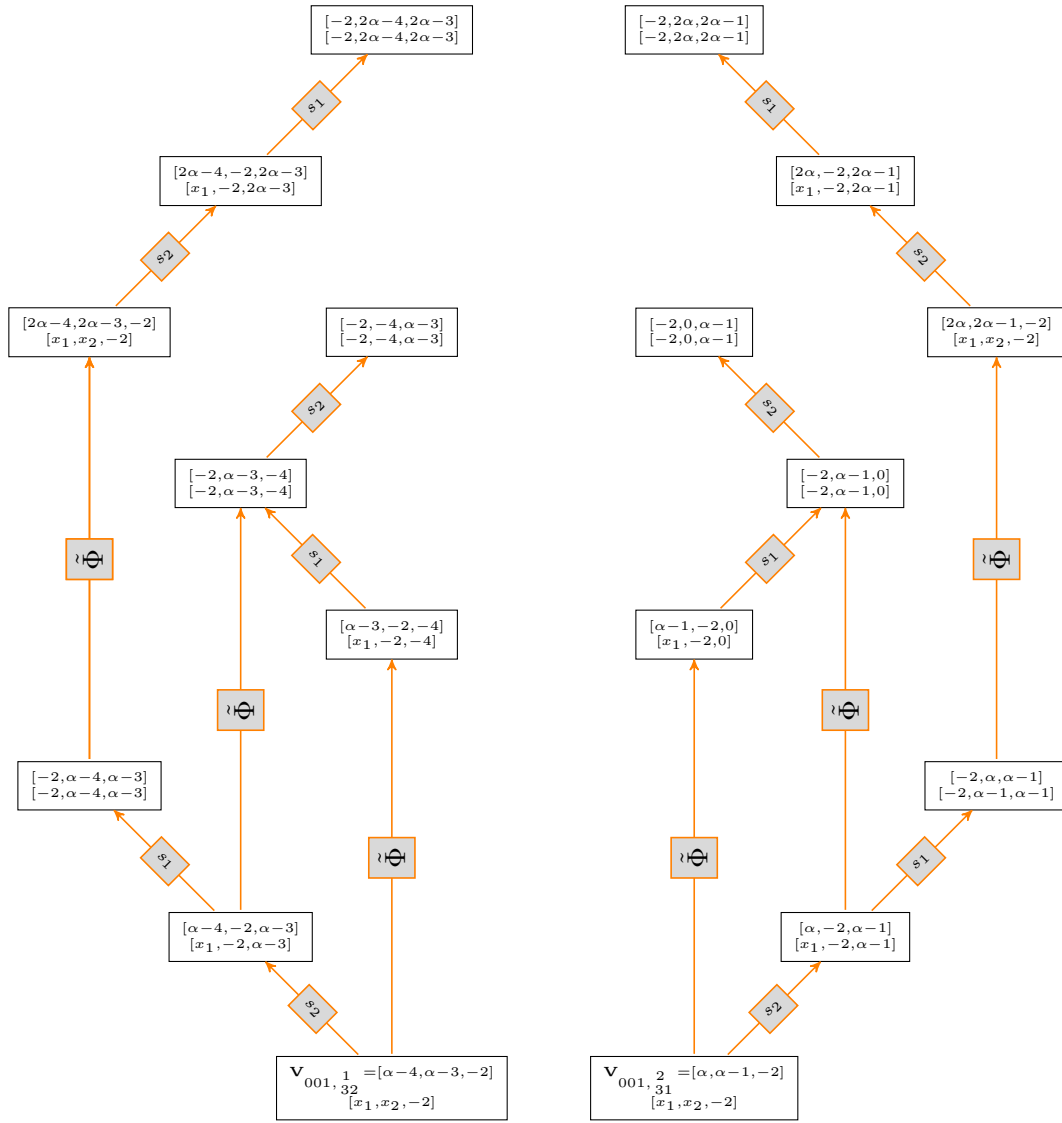 [−2,2α−4,2α−3]
[−2,2α−4,2α−3]
[−2,2α,2α−1]
[−2,2α,2α−1]
s1
s1
[2α−4,−2,2α−3]
[x1,−2,2α−3]
[2α,−2,2α−1]
[x1,−2,2α−1]
s2
s2
[2α−4,2α−3,−2]
[x1,x2,−2]
[−2,−4,α−3]
[−2,−4,α−3]
[−2,0,α−1]
[−2,0,α−1]
[2α,2α−1,−2]
[x1,x2,−2]
s2
s2
[−2,α−3,−4]
[−2,α−3,−4]
[−2,α−1,0]
[−2,α−1,0]
Φ̃
s1
s1
Φ̃
[α−3,−2,−4]
[x1,−2,−4]
[α−1,−2,0]
[x1,−2,0]
Φ̃
Φ̃
[−2,α−4,α−3]
[−2,α−4,α−3]
[−2,α,α−1]
[−2,α−1,α−1]
s1
Φ̃
Φ̃
s1
[α−4,−2,α−3]
[x1,−2,α−3]
[α,−2,α−1]
[x1,−2,α−1]
s2
s2
V001, 1 32 =[α−4,α−3,−2]
[x1,x2,−2]
V001, 2 31 =[α,α−1,−2]
[x1,x2,−2]